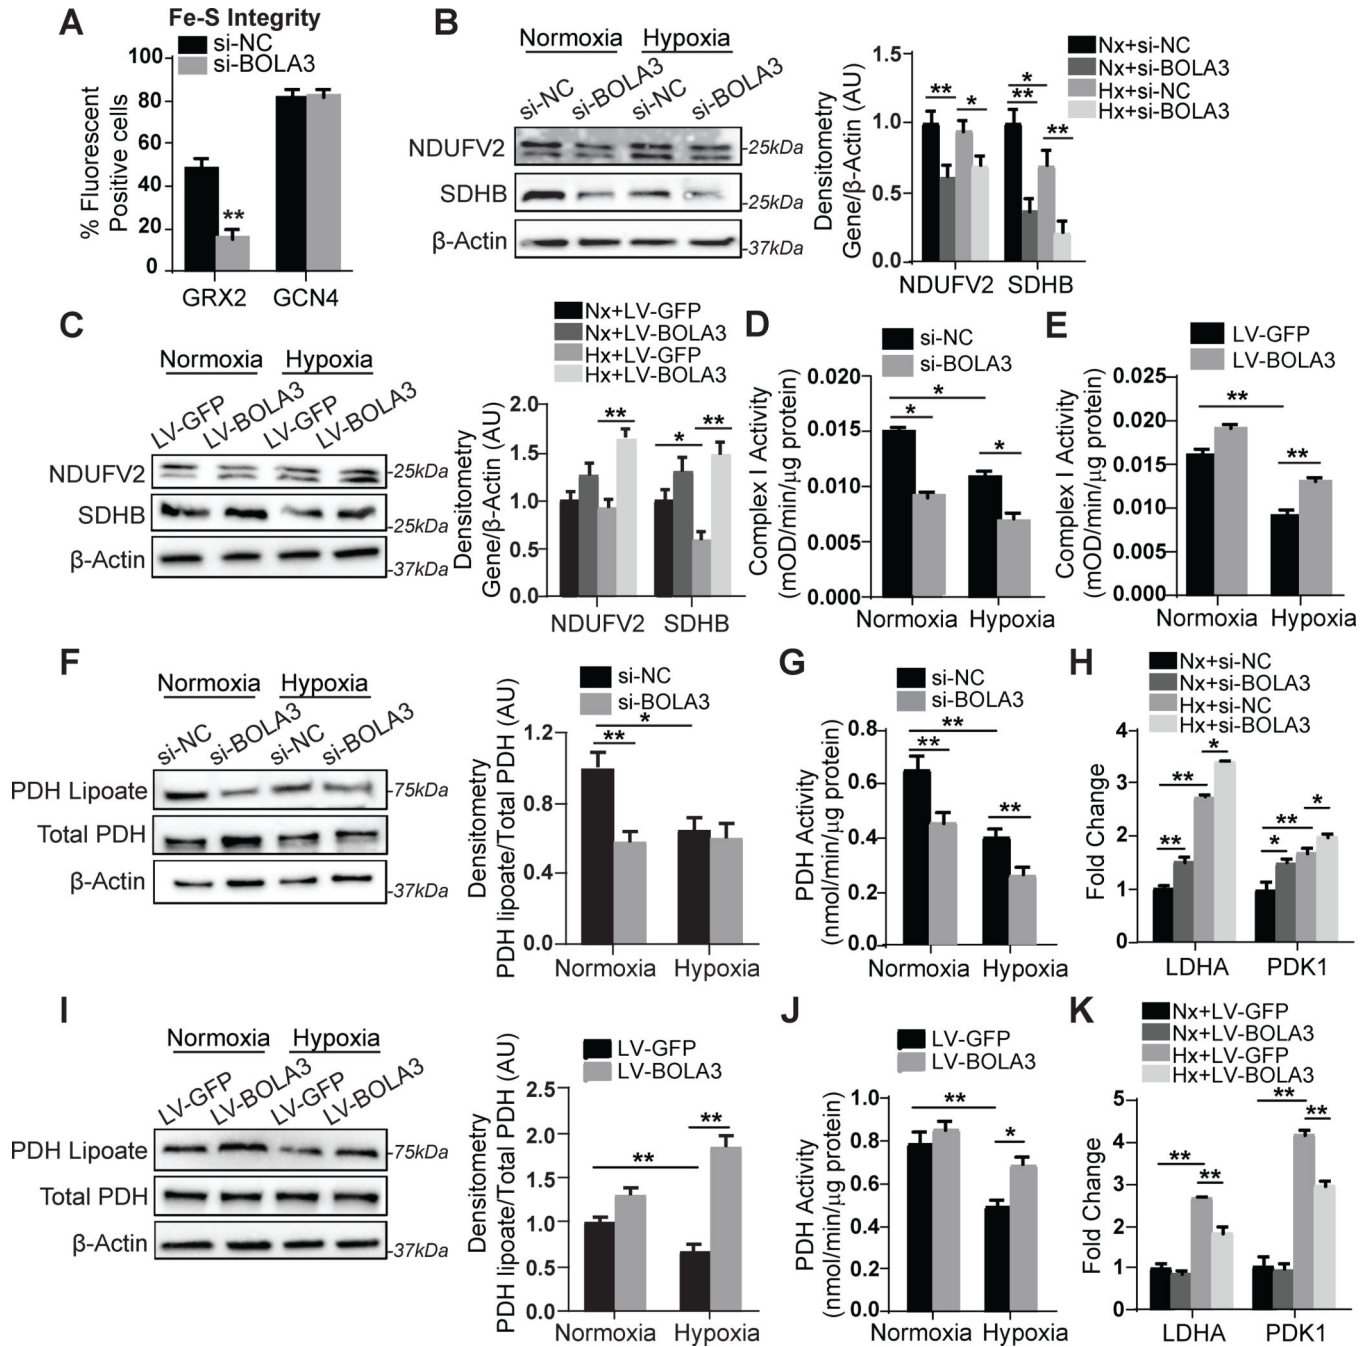 A
Fe-S Integrity
si-NC
si-BOLA3
% Fluorescent
Positive cells
100
80
60
40
20
0
**
GRX2 GCN4
B
Normoxia Hypoxia
si-NC si-BOLA3 si-NC si-BOLA3
NDUFV2
-25kDa
SDHB
-25kDa
β-Actin
-37kDa
Densitometry
Gene/β-Actin (AU)
1.5
1.0
0.5
0.0
** * ** * **
NDUFV2 SDHB
Nx+si-NC
Nx+si-BOLA3
Hx+si-NC
Hx+si-BOLA3
C
Normoxia Hypoxia
LV-GFP LV-BOLA3 LV-GFP LV-BOLA3
NDUFV2
-25kDa
SDHB
-25kDa
β-Actin
-37kDa
Nx+LV-GFP
Nx+LV-BOLA3
Hx+LV-GFP
Hx+LV-BOLA3
Densitometry
Gene/β-Actin (AU)
2.0
1.5
1.0
0.5
0.0
** * **
NDUFV2 SDHB
D
si-NC
si-BOLA3
Complex I Activity
(mOD/min/µg protein)
0.020
0.015
0.010
0.005
0.000
* * *
Normoxia Hypoxia
E
LV-GFP
LV-BOLA3
Complex I Activity
(mOD/min/µg protein)
0.025
0.020
0.015
0.010
0.005
0.000
** **
Normoxia Hypoxia
F
Normoxia Hypoxia
si-NC si-BOLA3 si-NC si-BOLA3
PDH Lipoate
-75kDa
Total PDH
β-Actin
-37kDa
si-NC
si-BOLA3
Densitometry
PDH lipoate/Total PDH (AU)
1.2
0.8
0.4
0.0
* **
Normoxia Hypoxia
G
si-NC
si-BOLA3
PDH Activity
(nmol/min/µg protein)
0.8
0.6
0.4
0.2
0.0
** ** **
Normoxia Hypoxia
H
Nx+si-NC
Nx+si-BOLA3
Hx+si-NC
Hx+si-BOLA3
Fold Change
4
3
2
1
0
** ** * * ** *
LDHA PDK1
I
Normoxia Hypoxia
LV-GFP LV-BOLA3 LV-GFP LV-BOLA3
PDH Lipoate
-75kDa
Total PDH
β-Actin
-37kDa
LV-GFP
LV-BOLA3
Densitometry
PDH lipoate/Total PDH (AU)
2.5
2.0
1.5
1.0
0.5
0.0
** **
Normoxia Hypoxia
J
LV-GFP
LV-BOLA3
PDH Activity
(nmol/min/µg protein)
1.0
0.8
0.6
0.4
0.2
0.0
** *
Normoxia Hypoxia
K
Nx+LV-GFP
Nx+LV-BOLA3
Hx+LV-GFP
Hx+LV-BOLA3
Fold Change
5
4
3
2
1
0
** ** ** **
LDHA PDK1